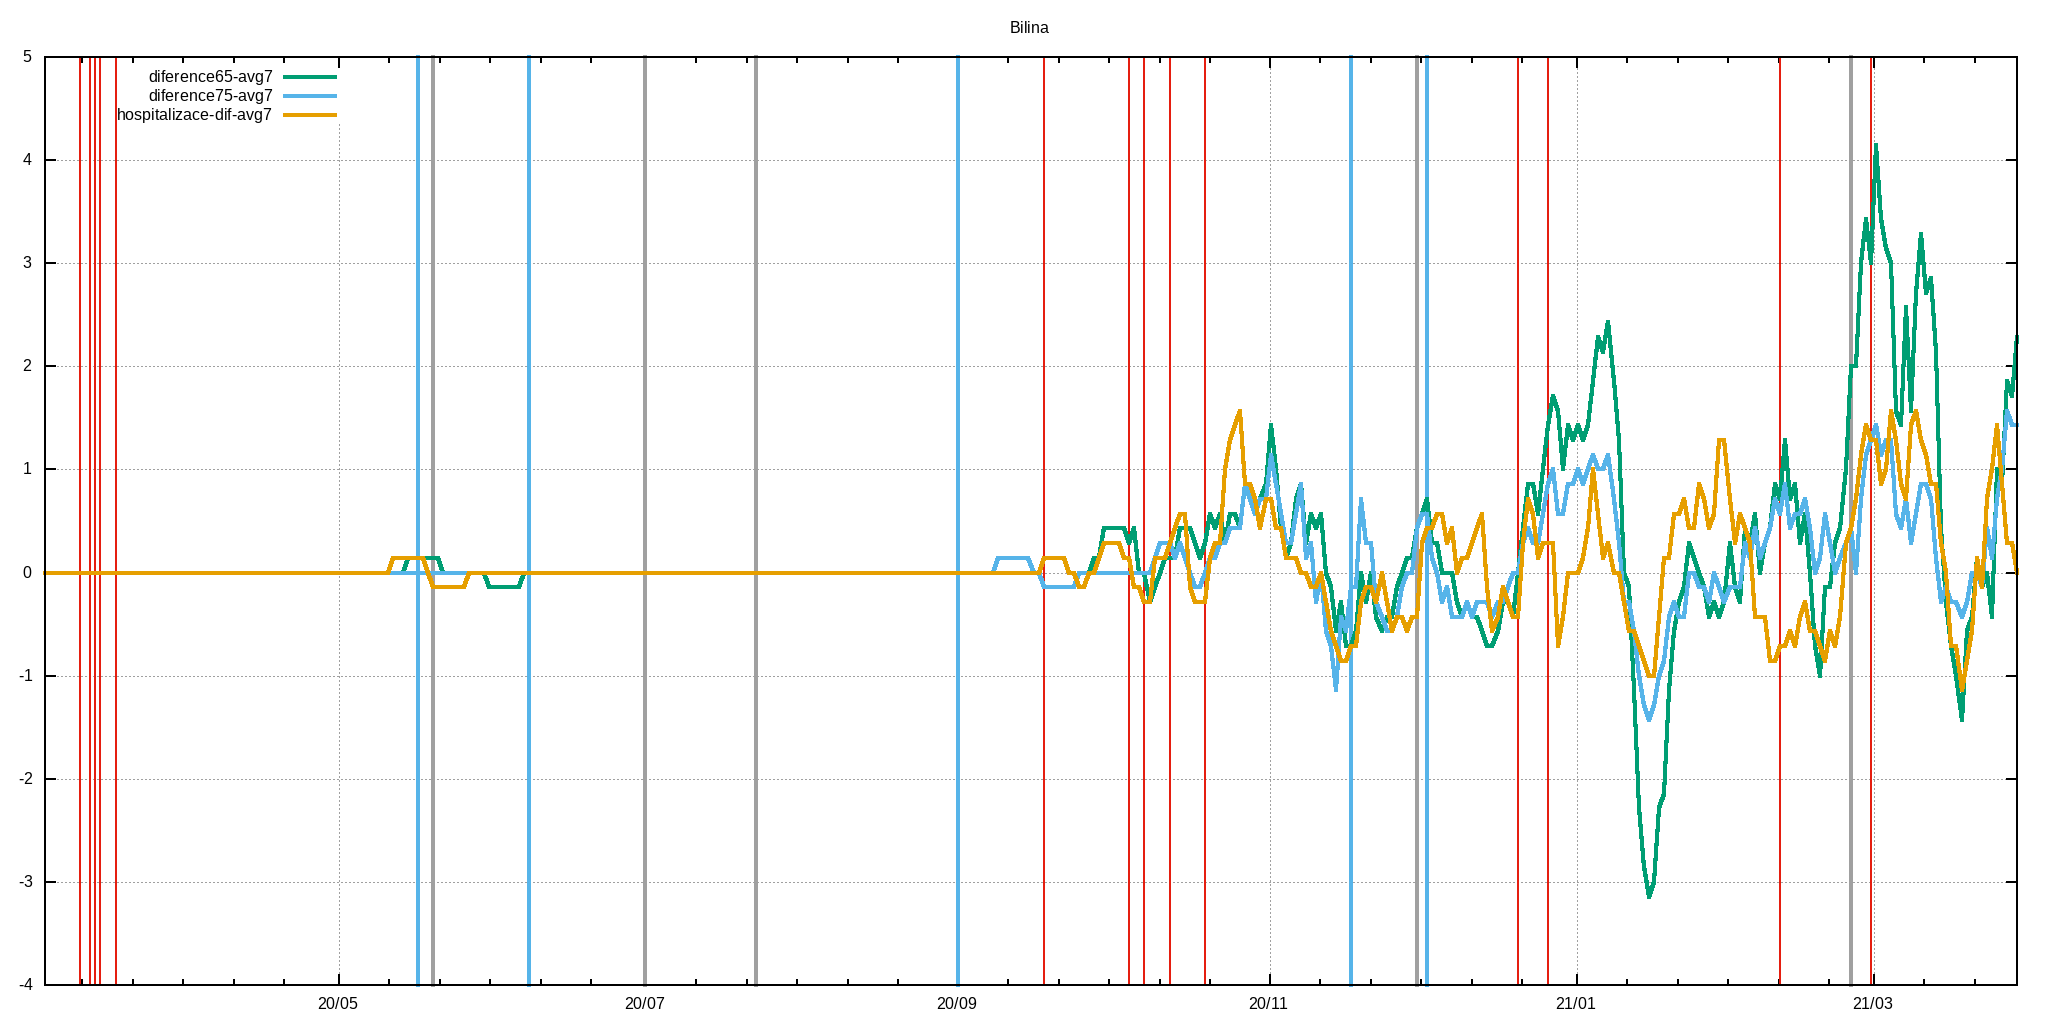 Bilina
diference65-avg7
diference75-avg7
hospitalizace-dif-avg7
5
4
3
2
1
0
-1
-2
-3
-4
20/05 20/07 20/09 20/11 21/01 21/03